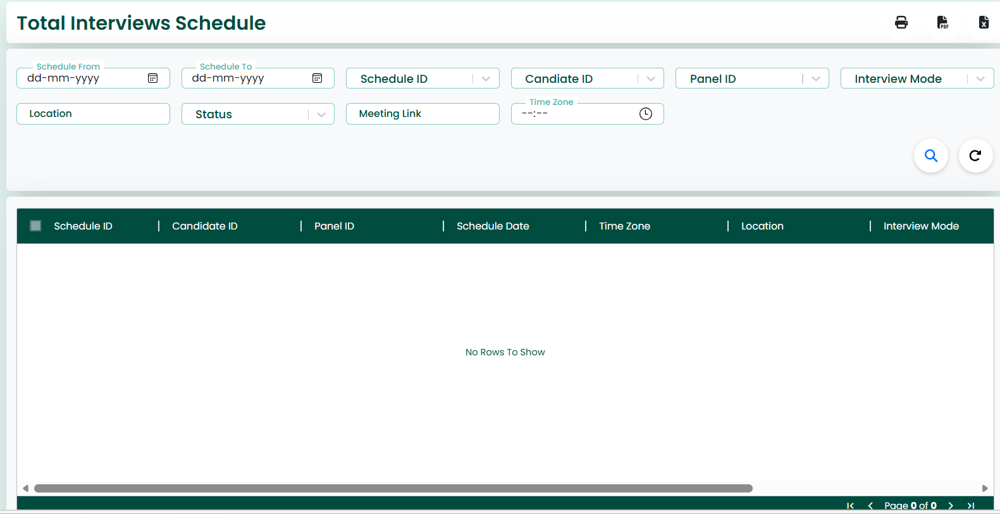 Total Interviews Schedule
PDF
X
Schedule From
dd-mm-yyyy
Schedule To
dd-mm-yyyy
Schedule ID
Candiate ID
Panel ID
Interview Mode
Location
Status
Meeting Link
Time Zone
--:--
Schedule ID | Candidate ID | Panel ID | Schedule Date | Time Zone | Location | Interview Mode
No Rows To Show
Page 0 of 0